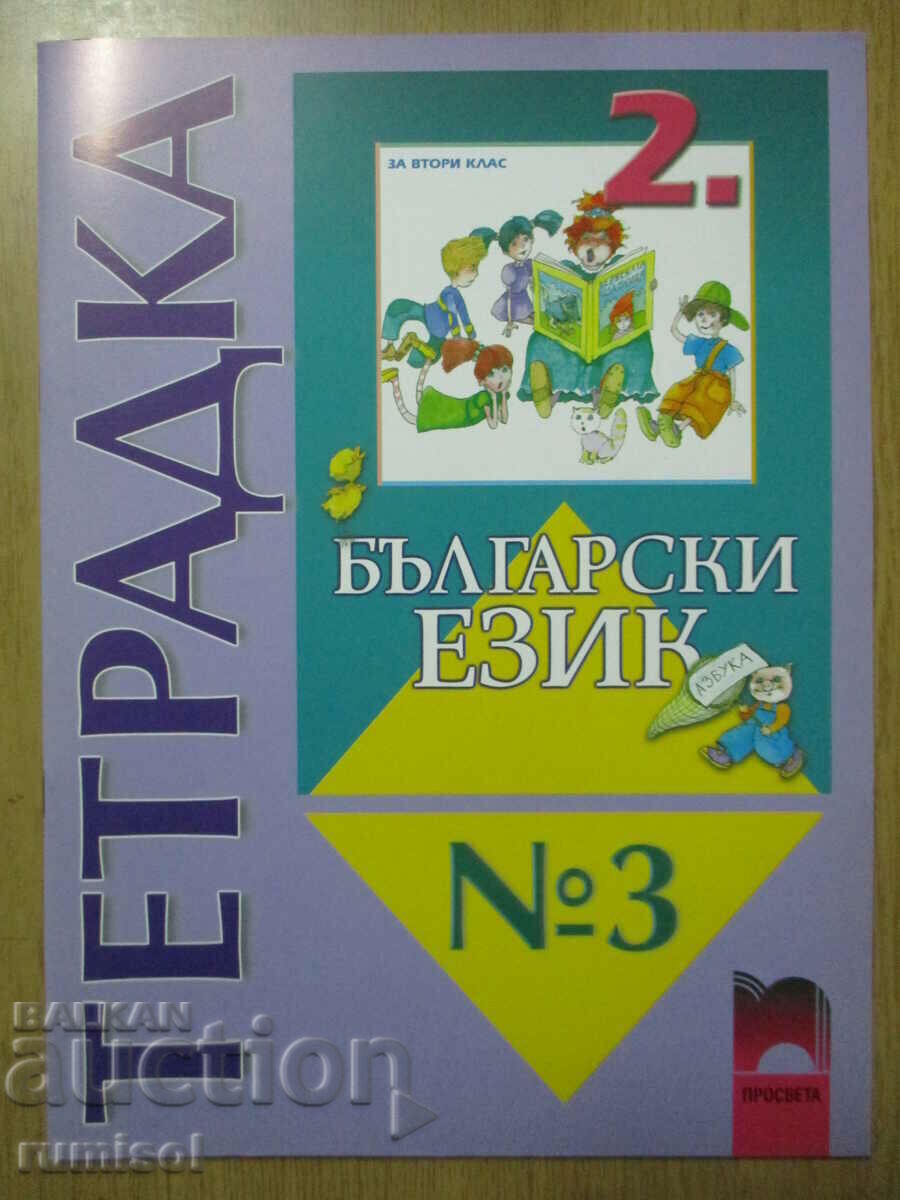 ТЕТРАДКА
2.
ЗА ВТОРИ КЛАС
БЪЛГАРСКИ
ЕЗИК
АЗБУКА
№3
ПРОСВЕТА
BALKAN
auction
rumisol